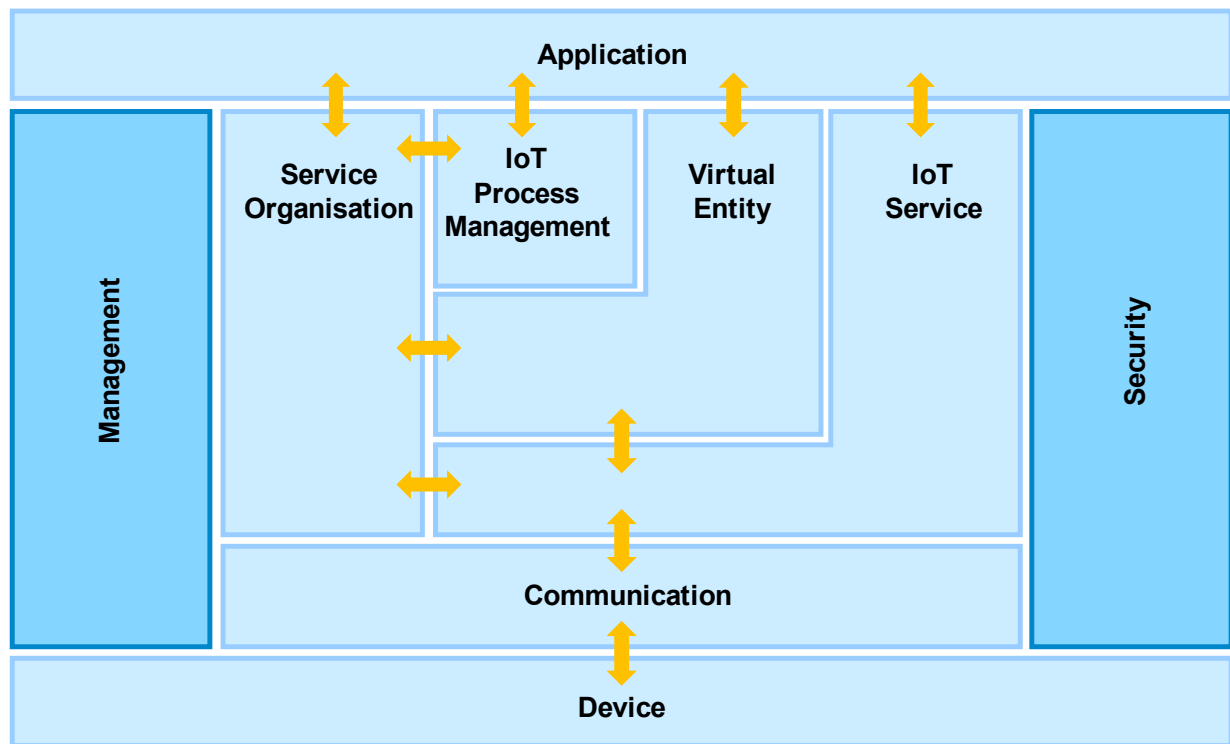 Application
Service
Organisation
IoT
Process
Management
Virtual
Entity
IoT
Service
Management
Security
Communication
Device